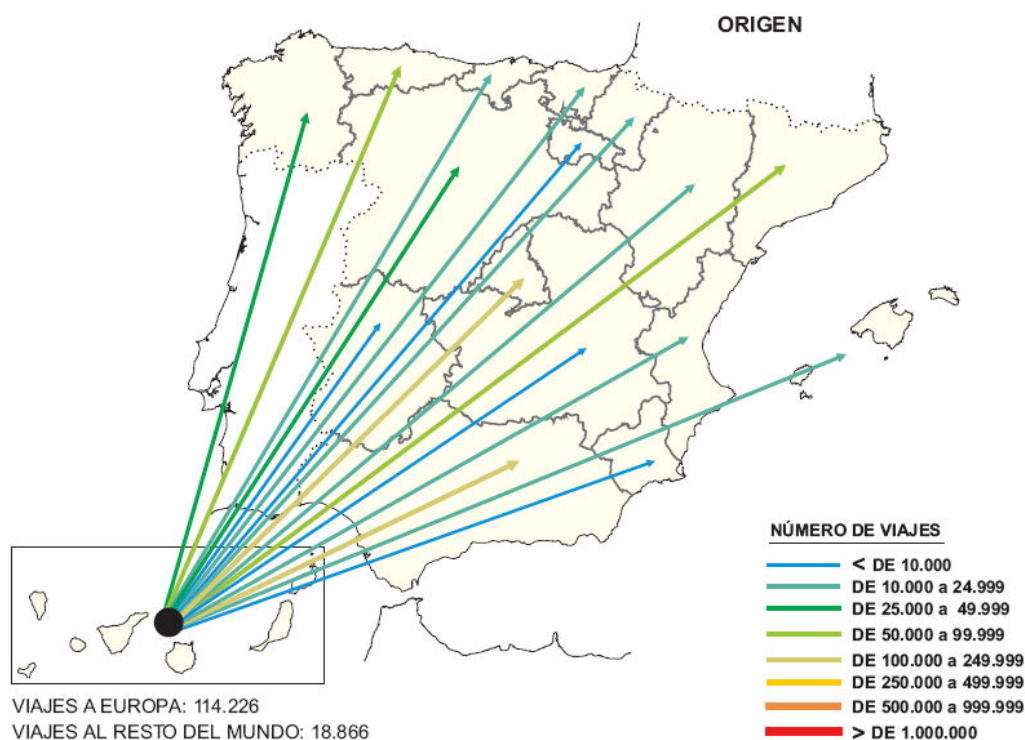 ORIGEN
NÚMERO DE VIAJES
< DE 10.000
DE 10.000 a 24.999
DE 25.000 a 49.999
DE 50.000 a 99.999
DE 100.000 a 249.999
DE 250.000 a 499.999
DE 500.000 a 999.999
> DE 1.000.000
VIAJES A EUROPA: 114.226
VIAJES AL RESTO DEL MUNDO: 18.866